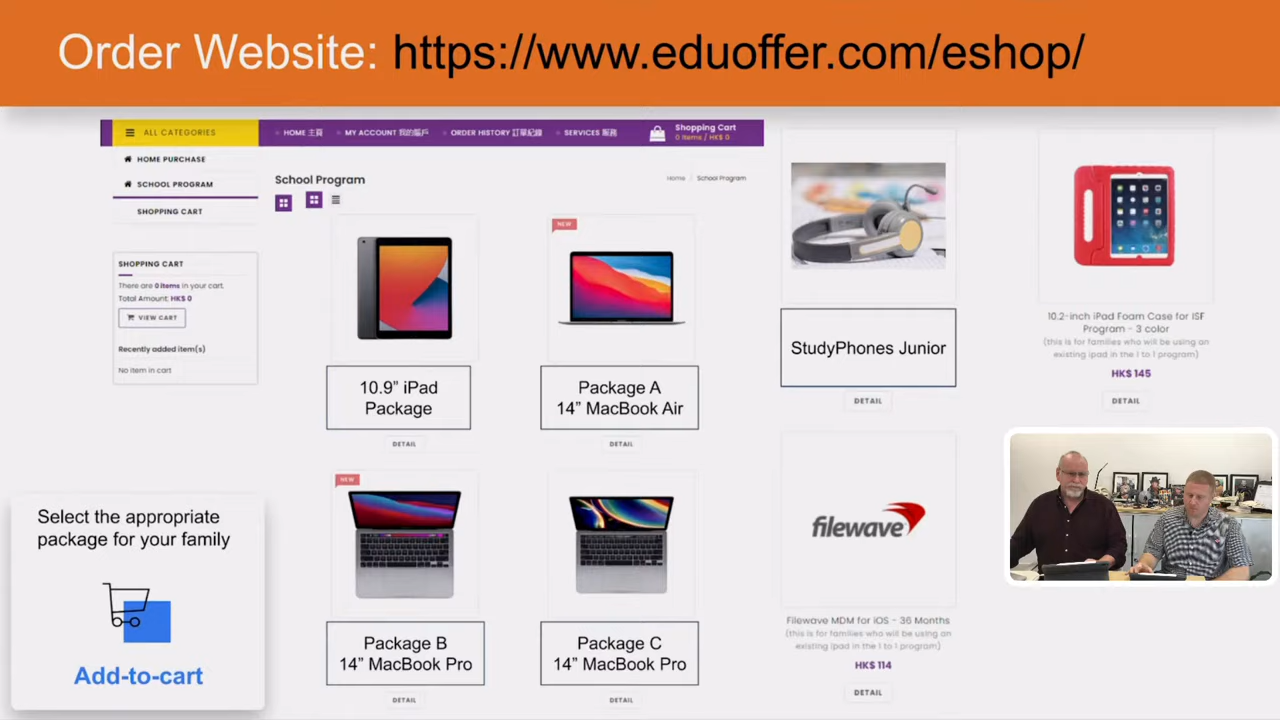 Order Website: https://www.eduoffer.com/eshop/
ALL CATEGORIES
HOME 主頁
MY ACCOUNT 我的賬戶
ORDER HISTORY 訂單紀錄
SERVICES 服務
Shopping Cart
0 Items / HK$ 0
HOME PURCHASE
SCHOOL PROGRAM
SHOPPING CART
School Program
Home / School Program
SHOPPING CART
There are 0 Items in your cart.
Total Amount: HK$ 0
VIEW CART
Recently added item(s)
No item in cart
10.9” iPad
Package
DETAIL
NEW
Package A
14” MacBook Air
DETAIL
NEW
Package B
14” MacBook Pro
DETAIL
Package C
14” MacBook Pro
DETAIL
StudyPhones Junior
DETAIL
10.2-inch iPad Foam Case for ISF
Program - 3 color
(this is for families who will be using an
existing ipad in the 1 to 1 program)
HK$ 145
DETAIL
filewave
Filewave MDM for iOS - 36 Months
(this is for families who will be using an
existing ipad in the 1 to 1 program)
HK$ 114
DETAIL
Select the appropriate
package for your family
Add-to-cart